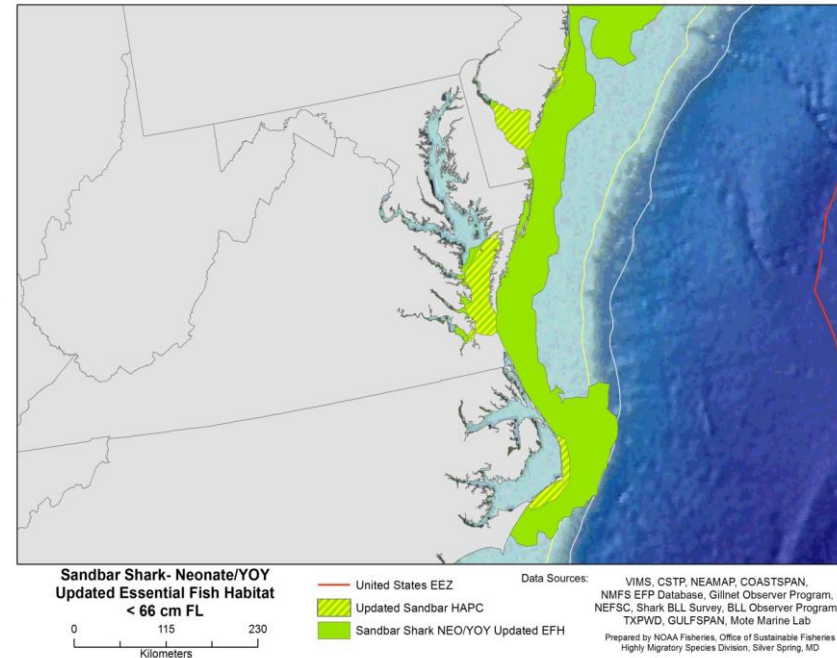 Sandbar Shark- Neonate/YOY
Updated Essential Fish Habitat
< 66 cm FL
0 115 230
Kilometers
United States EEZ
Updated Sandbar HAPC
Sandbar Shark NEO/YOY Updated EFH
Data Sources:
VIMS, CSTP, NEAMAP, COASTSPAN,
NMFS EFP Database, Gillnet Observer Program,
NEFSC, Shark BLL Survey, BLL Observer Program
TXPWD, GULFSPAN, Mote Marine Lab
Prepared by NOAA Fisheries, Office of Sustainable Fisheries
Highly Migratory Species Division, Silver Spring, MD